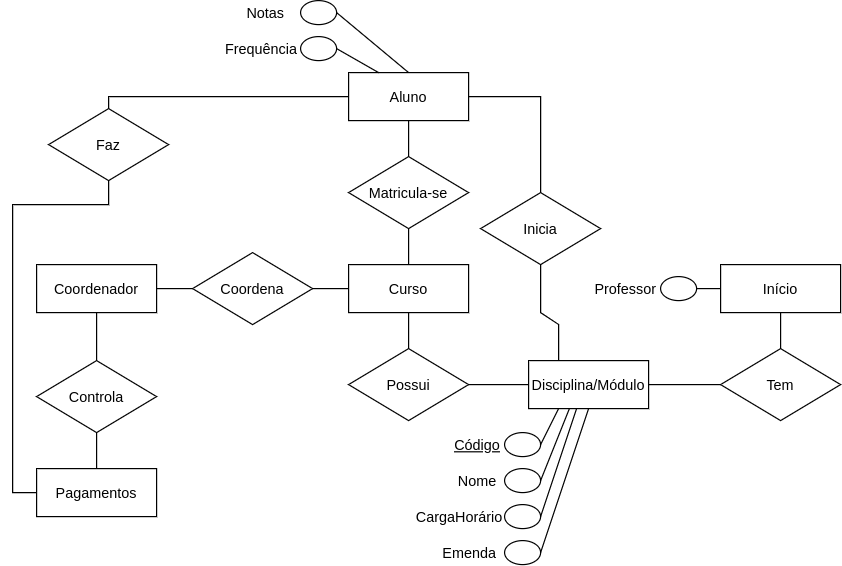 Notas
Frequência
Aluno
Faz
Matricula-se
Inicia
Coordenador
Coordena
Curso
Professor
Início
Possui
Disciplina/Módulo
Tem
Controla
Código
Nome
Pagamentos
CargaHorário
Emenda